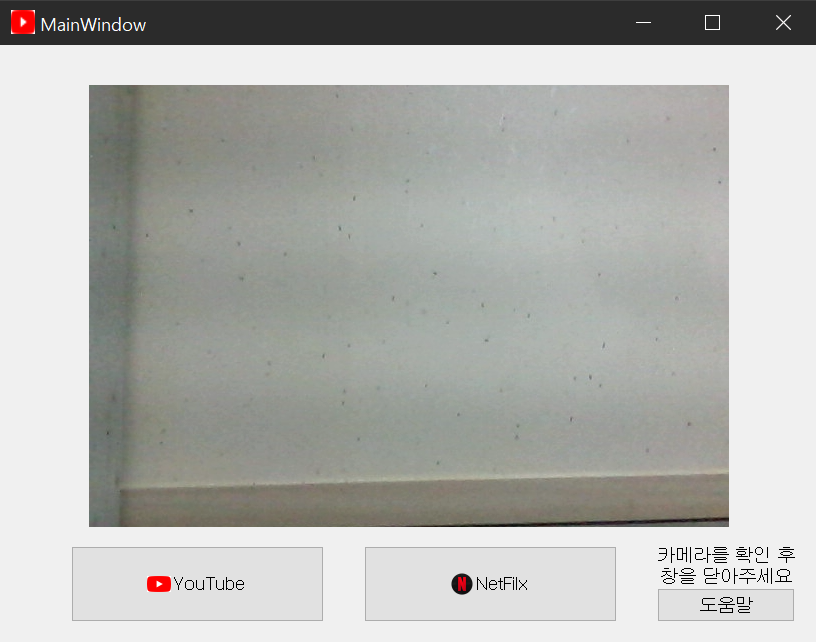 MainWindow
YouTube
NetFilx
카메라를 확인 후
창을 닫아주세요
도움말